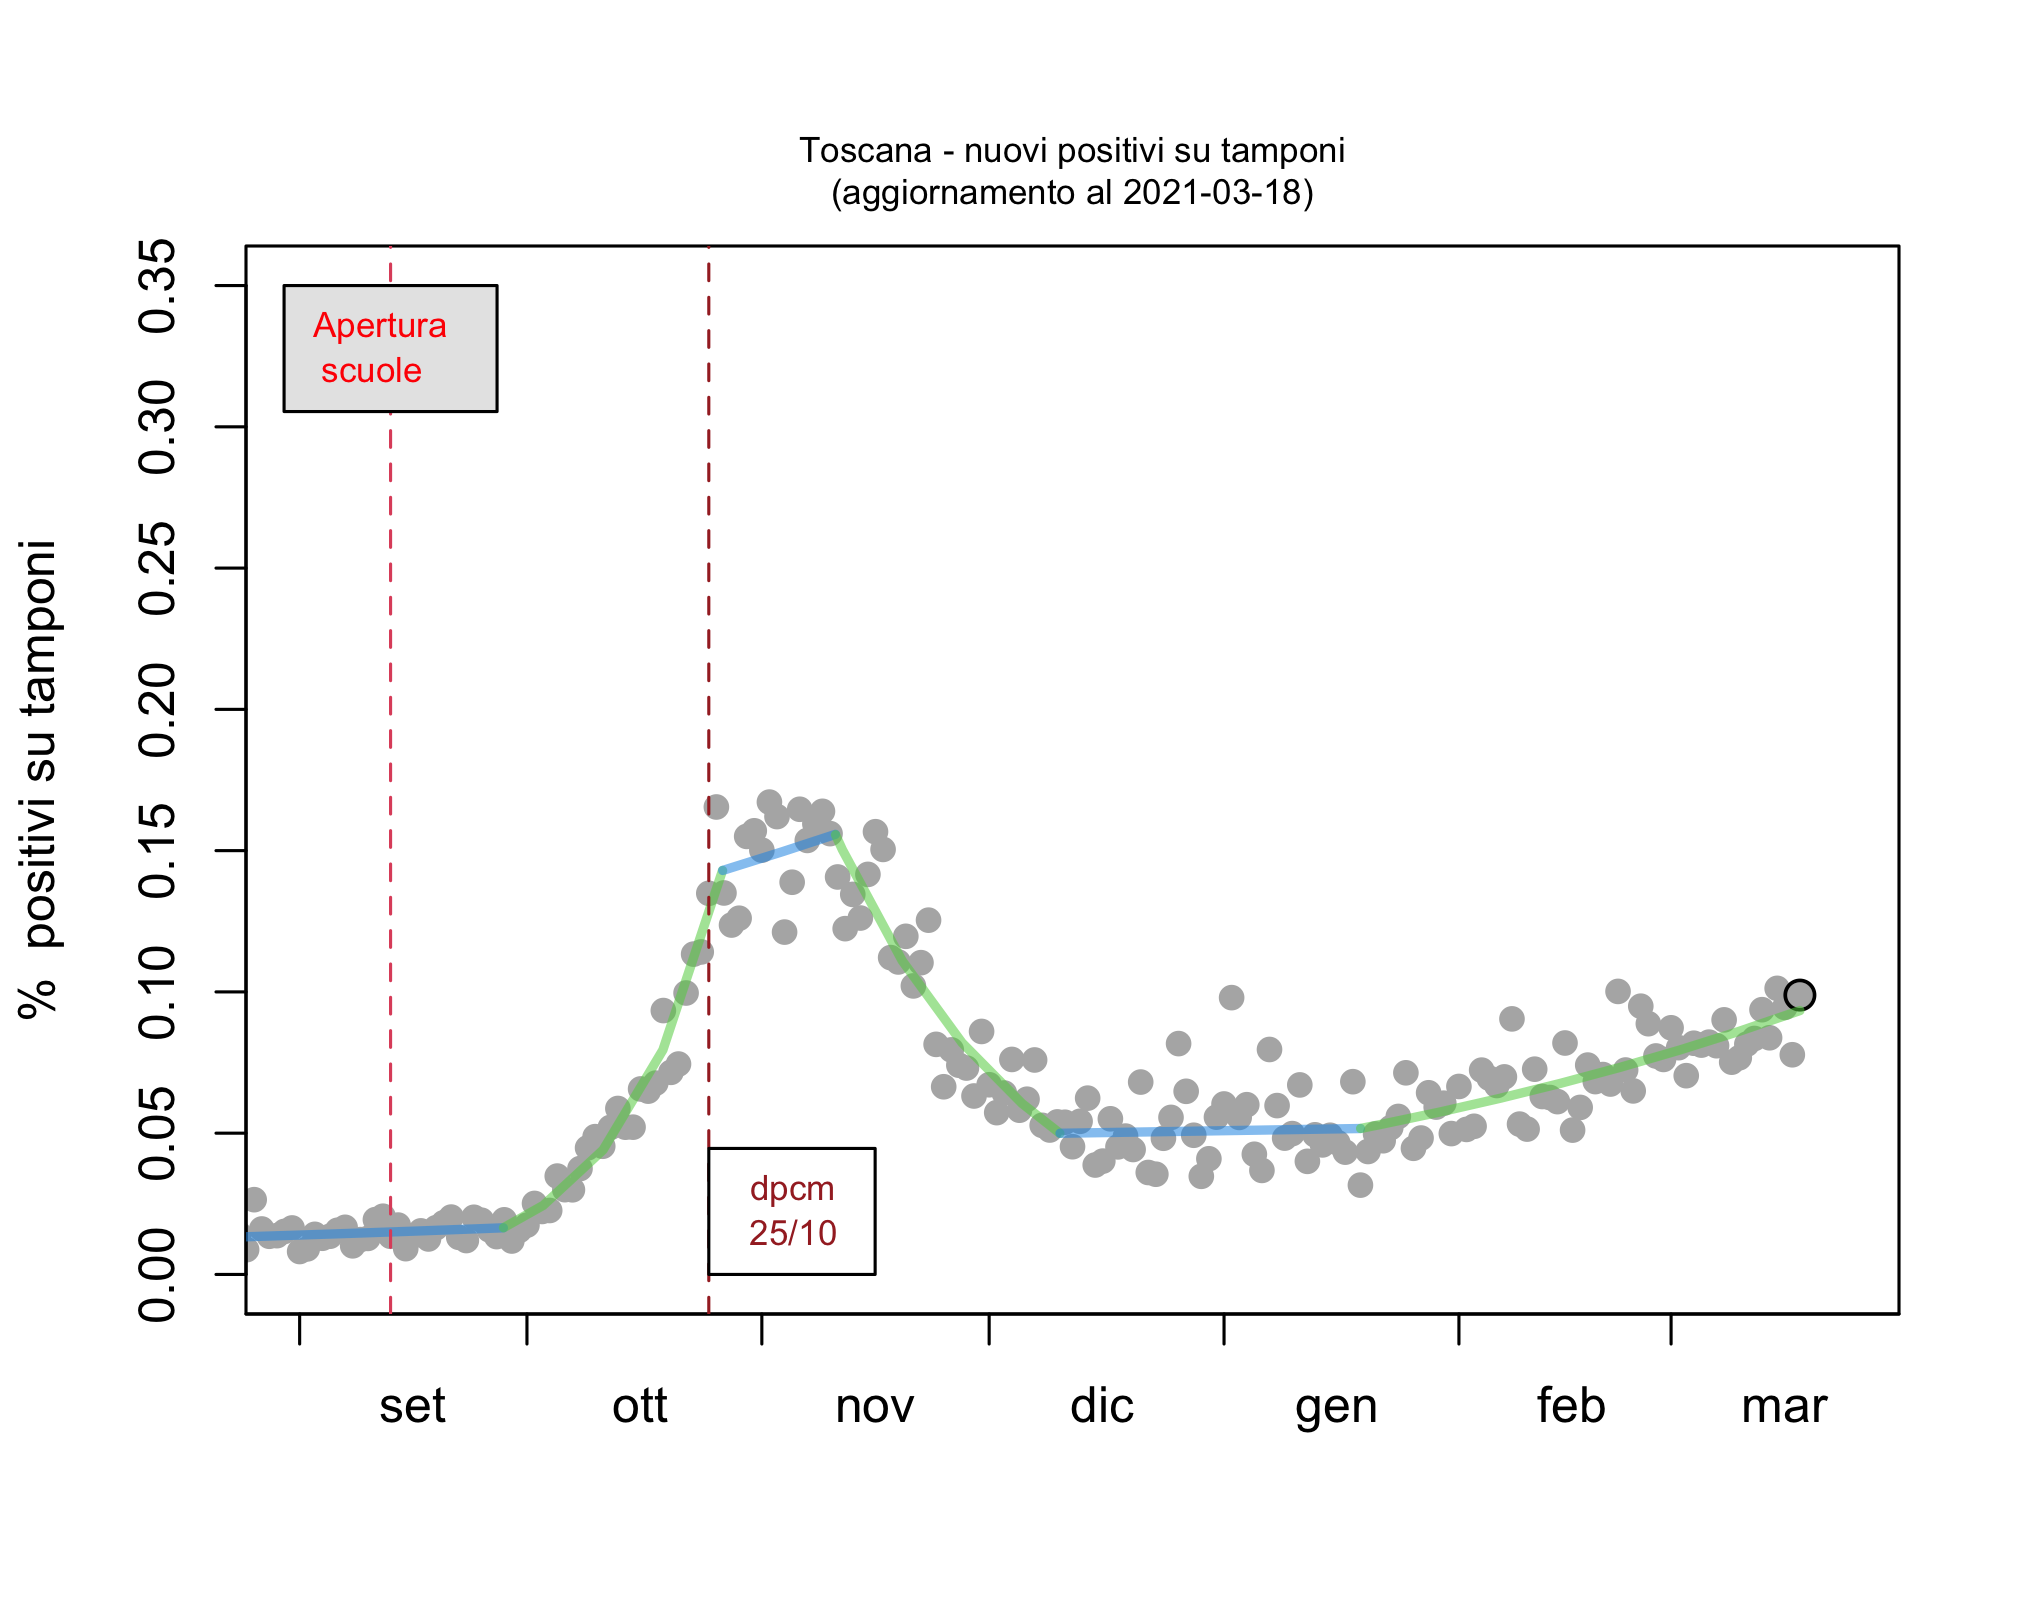 Toscana - nuovi positivi su tamponi
(aggiornamento al 2021-03-18)
% positivi su tamponi
0.35
0.30
0.25
0.20
0.15
0.10
0.05
0.00
Apertura
scuole
dpcm
25/10
set ott nov dic gen feb mar